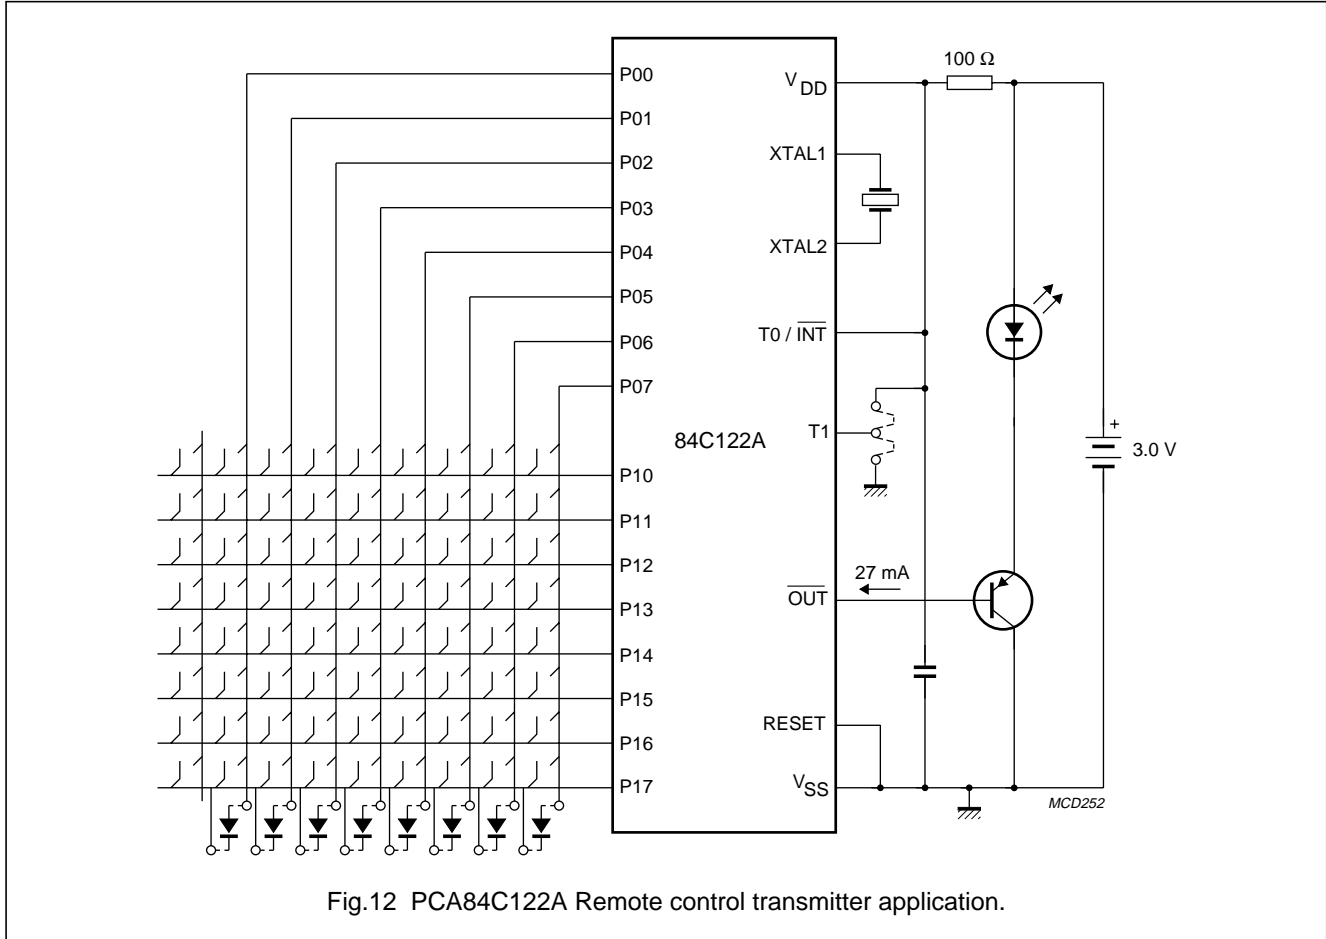 P00
P01
P02
P03
P04
P05
P06
P07
P10
P11
P12
P13
P14
P15
P16
P17
84C122A
VDD
XTAL1
XTAL2
T0 / INT
T1
OUT
RESET
VSS
100 Ω
27 mA
+
3.0 V
MCD252
Fig.12 PCA84C122A Remote control transmitter application.